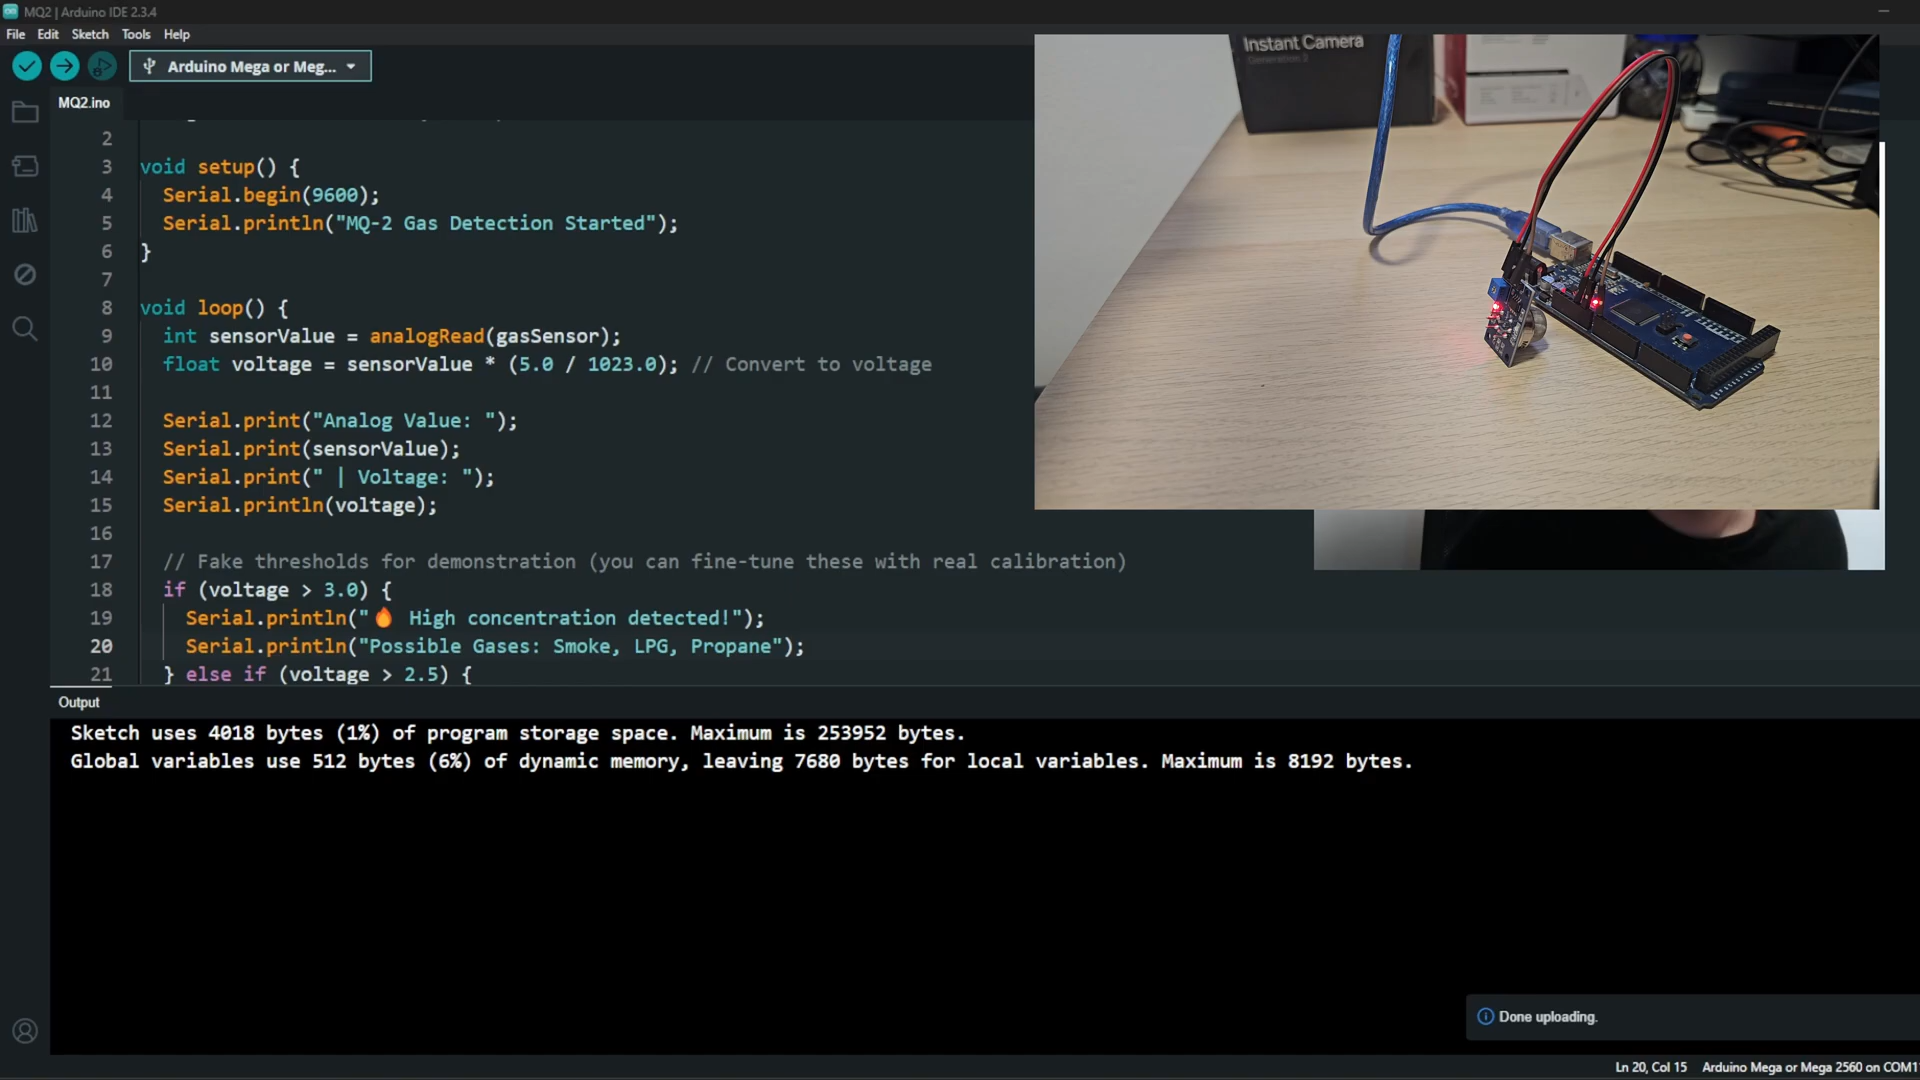 MQ2 | Arduino IDE 2.3.4
File Edit Sketch Tools Help
Arduino Mega or Meg...
MQ2.ino
2
3 void setup() {
4 Serial.begin(9600);
5 Serial.println("MQ-2 Gas Detection Started");
6 }
7
8 void loop() {
9 int sensorValue = analogRead(gasSensor);
10 float voltage = sensorValue * (5.0 / 1023.0); // Convert to voltage
11
12 Serial.print("Analog Value: ");
13 Serial.print(sensorValue);
14 Serial.print(" | Voltage: ");
15 Serial.println(voltage);
16
17 // Fake thresholds for demonstration (you can fine-tune these with real calibration)
18 if (voltage > 3.0) {
19 Serial.println("🔥 High concentration detected!");
20 Serial.println("Possible Gases: Smoke, LPG, Propane");
21 } else if (voltage > 2.5) {
Instant Camera
Generation 2
Output
Sketch uses 4018 bytes (1%) of program storage space. Maximum is 253952 bytes.
Global variables use 512 bytes (6%) of dynamic memory, leaving 7680 bytes for local variables. Maximum is 8192 bytes.
Done uploading.
Ln 20, Col 15 Arduino Mega or Mega 2560 on COM1